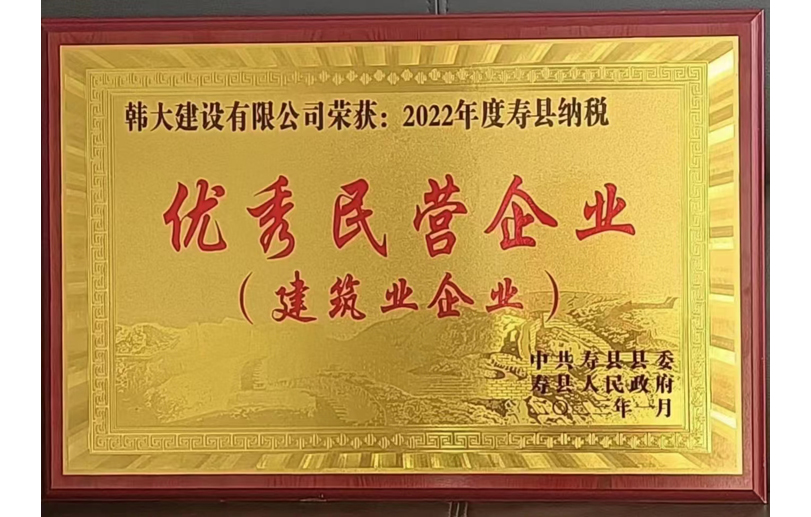 韩大建设有限公司荣获：2022年度寿县纳税
优秀民营企业
（建筑业企业）
中共寿县县委
寿县人民政府
年一月